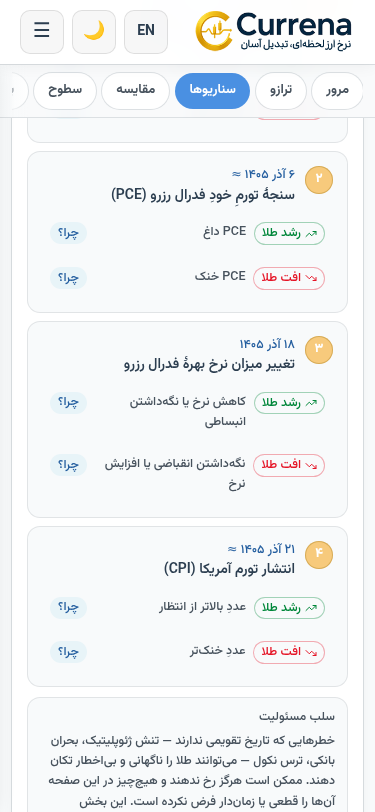 Currena
نرخ ارز لحظه‌ای، تبدیل آسان
EN
مرور
ترازو
سناریوها
مقایسه
سطوح
۲
۶ آذر ۱۴۰۵ ≈
سنجهٔ تورمِ خودِ فدرال رزرو (PCE)
رشد طلا
PCE داغ
چرا؟
افت طلا
PCE خنک
چرا؟
۳
۱۸ آذر ۱۴۰۵
تغییر میزان نرخ بهرهٔ فدرال رزرو
رشد طلا
کاهش نرخ یا نگه‌داشتن
انبساطی
چرا؟
افت طلا
نگه‌داشتن انقباضی یا افزایش
نرخ
چرا؟
۴
۲۱ آذر ۱۴۰۵ ≈
انتشار تورم آمریکا (CPI)
رشد طلا
عددِ بالاتر از انتظار
چرا؟
افت طلا
عددِ خنک‌تر
چرا؟
سلب مسئولیت
خطرهایی که تاریخ تقویمی ندارند — تنش ژئوپلیتیک، بحران
بانکی، ترس نکول — می‌توانند طلا را ناگهانی و بی‌اخطار تکان
دهند. ممکن است هرگز رخ ندهند و هیچ‌چیز در این صفحه
آن‌ها را قطعی یا زمان‌دار فرض نکرده است. این بخش